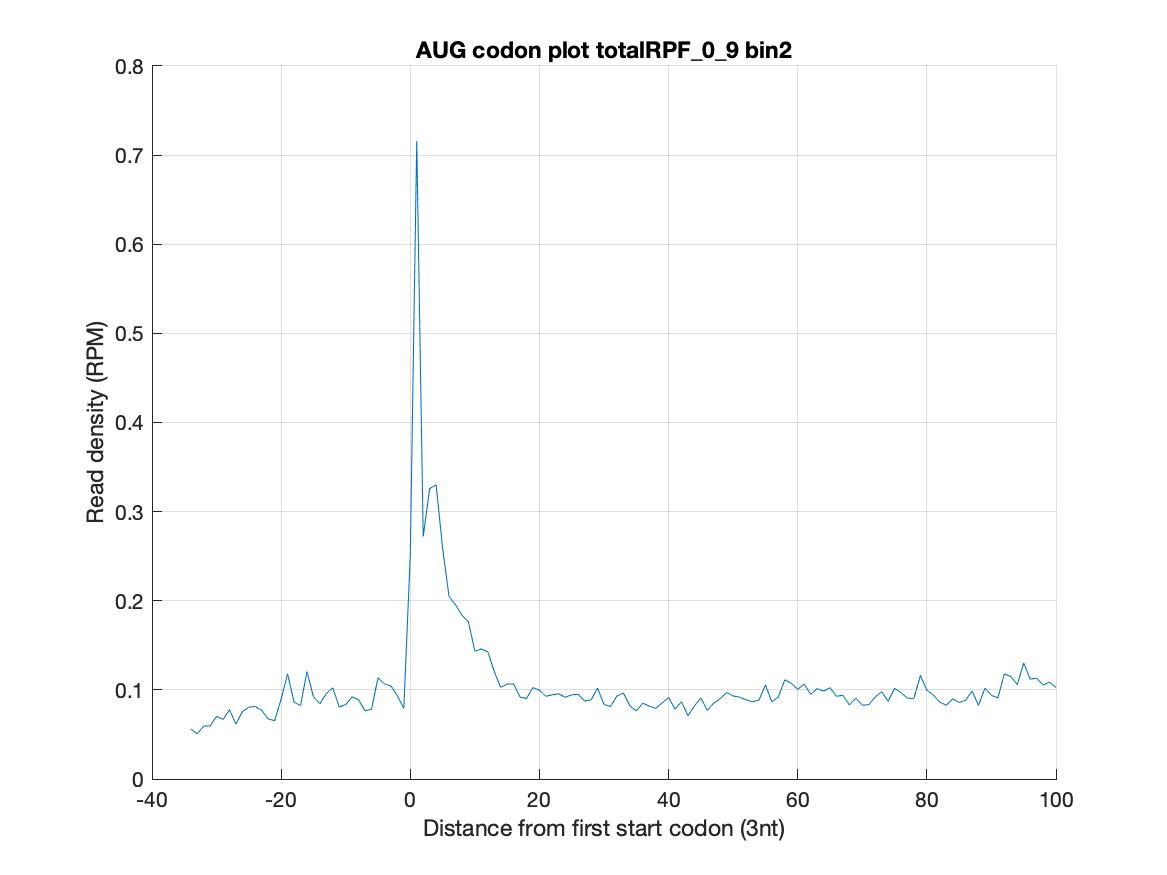 AUG codon plot totalRPF_0_9 bin2
0.8
0.7
0.6
0.5
0.4
0.3
0.2
0.1
0
Read density (RPM)
-40 -20 0 20 40 60 80 100
Distance from first start codon (3nt)